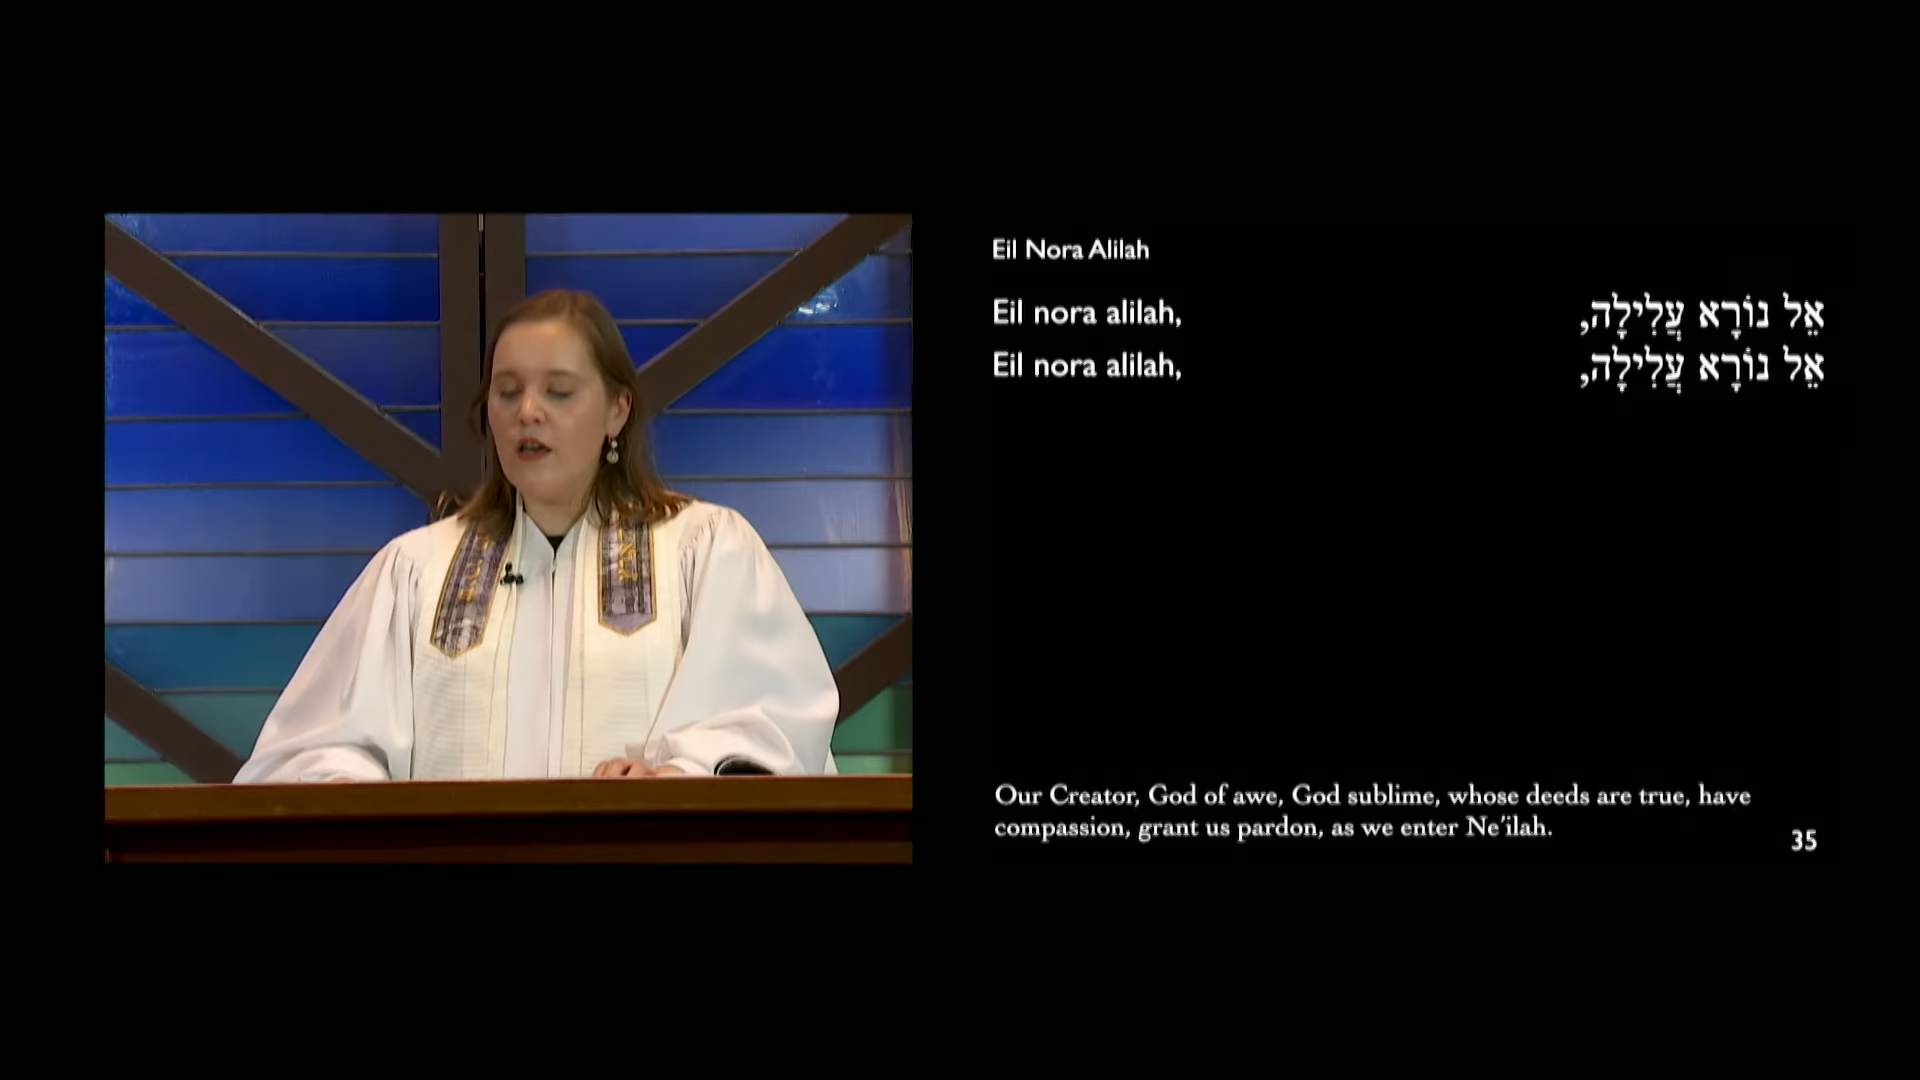 Eil Nora Alilah
Eil nora alilah,
אֵל נוֹרָא עֲלִילָה,
Eil nora alilah,
אֵל נוֹרָא עֲלִילָה,
Our Creator, God of awe, God sublime, whose deeds are true, have
compassion, grant us pardon, as we enter Ne'ilah.
35